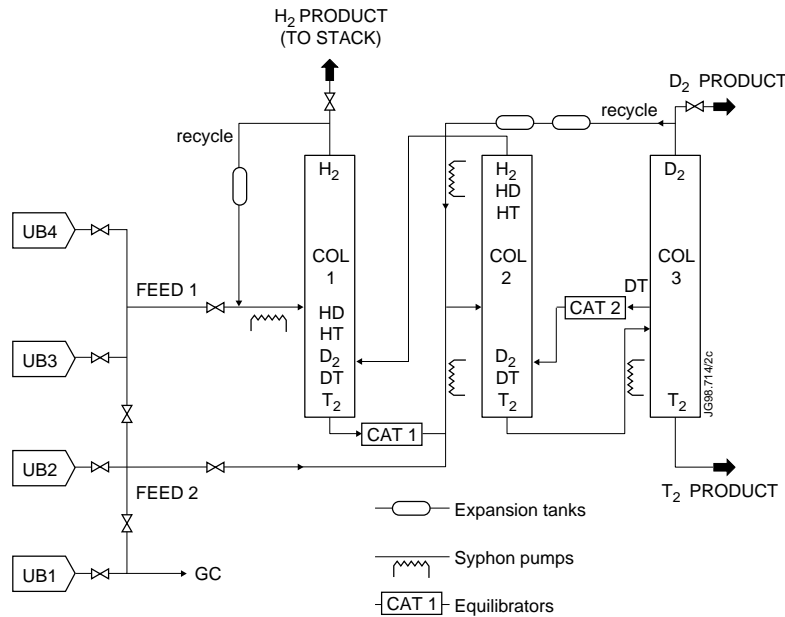 H2 PRODUCT
(TO STACK)
D2 PRODUCT
recycle
recycle
H2
COL
1
HD
HT
D2
DT
T2
H2
HD
HT
COL
2
D2
DT
T2
D2
COL
3
T2
UB4
FEED 1
UB3
UB2
FEED 2
UB1
GC
CAT 1
DT
CAT 2
JG98.714/2c
T2 PRODUCT
Expansion tanks
Syphon pumps
CAT 1
Equilibrators